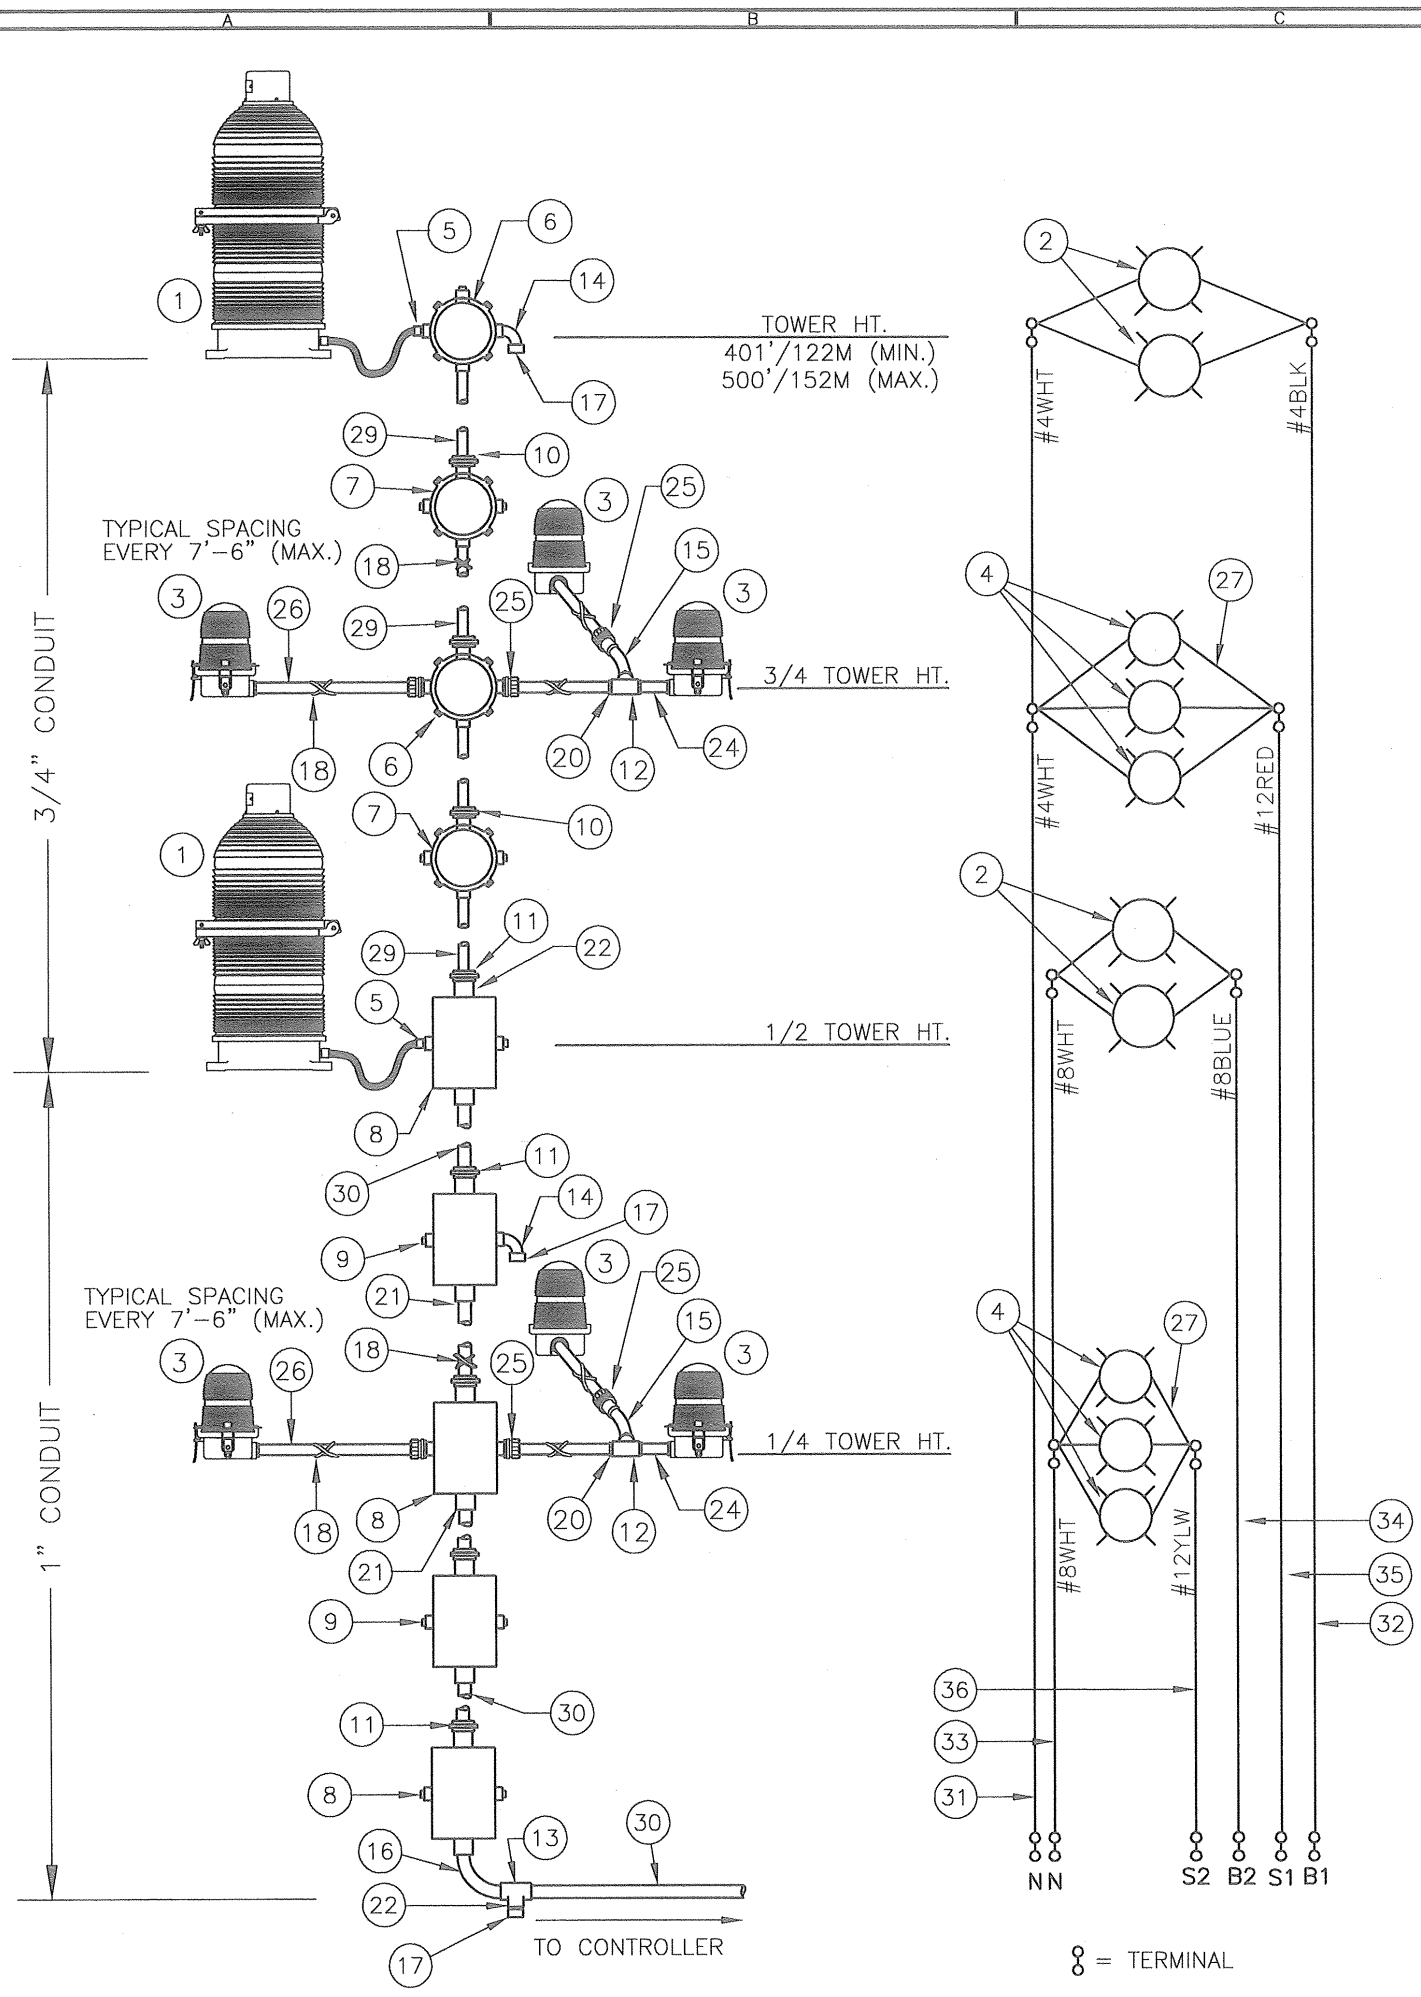 A B C
5 6
2
14
1
TOWER HT.
401'/122M (MIN.)
500'/152M (MAX.)
17
#4WHT
#4BLK
29
10
7
3
25
TYPICAL SPACING
EVERY 7'-6" (MAX.)
18
15
4
27
3
26
25
3
29
3/4 TOWER HT.
3/4" CONDUIT
18
6
20
12
24
#4WHT
#12RED
7
10
1
2
11
29
22
5
1/2 TOWER HT.
#8WHT
#8BLUE
8
11
30
14
17
9
3
25
TYPICAL SPACING
EVERY 7'-6" (MAX.)
21
15
4
27
3
26
18
25
3
1/4 TOWER HT.
1" CONDUIT
18
8
20
12
24
34
21
#8WHT
#12YLW
35
9
32
36
30
11
33
8
31
30
13
16
22
N N S2 B2 S1 B1
17
TO CONTROLLER
= TERMINAL